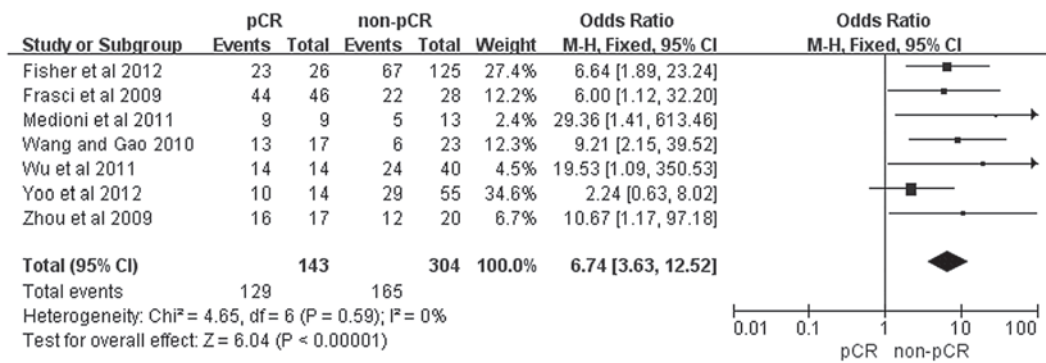 pCR non-pCR Odds Ratio Odds Ratio
Study or Subgroup Events Total Events Total Weight M-H, Fixed, 95% CI M-H, Fixed, 95% CI
Fisher et al 2012 23 26 67 125 27.4% 6.64 [1.89, 23.24]
Frasci et al 2009 44 46 22 28 12.2% 6.00 [1.12, 32.20]
Medioni et al 2011 9 9 5 13 2.4% 29.36 [1.41, 613.46]
Wang and Gao 2010 13 17 6 23 12.3% 9.21 [2.15, 39.52]
Wu et al 2011 14 14 24 40 4.5% 19.53 [1.09, 350.53]
Yoo et al 2012 10 14 29 55 34.6% 2.24 [0.63, 8.02]
Zhou et al 2009 16 17 12 20 6.7% 10.67 [1.17, 97.18]
Total (95% CI) 143 304 100.0% 6.74 [3.63, 12.52]
Total events 129 165
Heterogeneity: Chi² = 4.65, df = 6 (P = 0.59); I² = 0%
Test for overall effect: Z = 6.04 (P < 0.00001)
0.01 0.1 1 10 100
pCR non-pCR